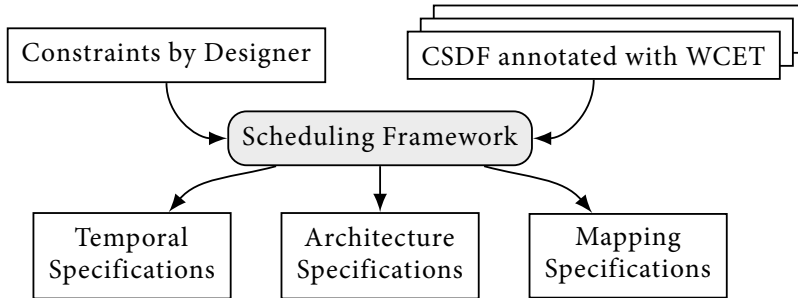 Constraints by Designer
CSDF annotated with WCET
Scheduling Framework
Temporal
Specifications
Architecture
Specifications
Mapping
Specifications